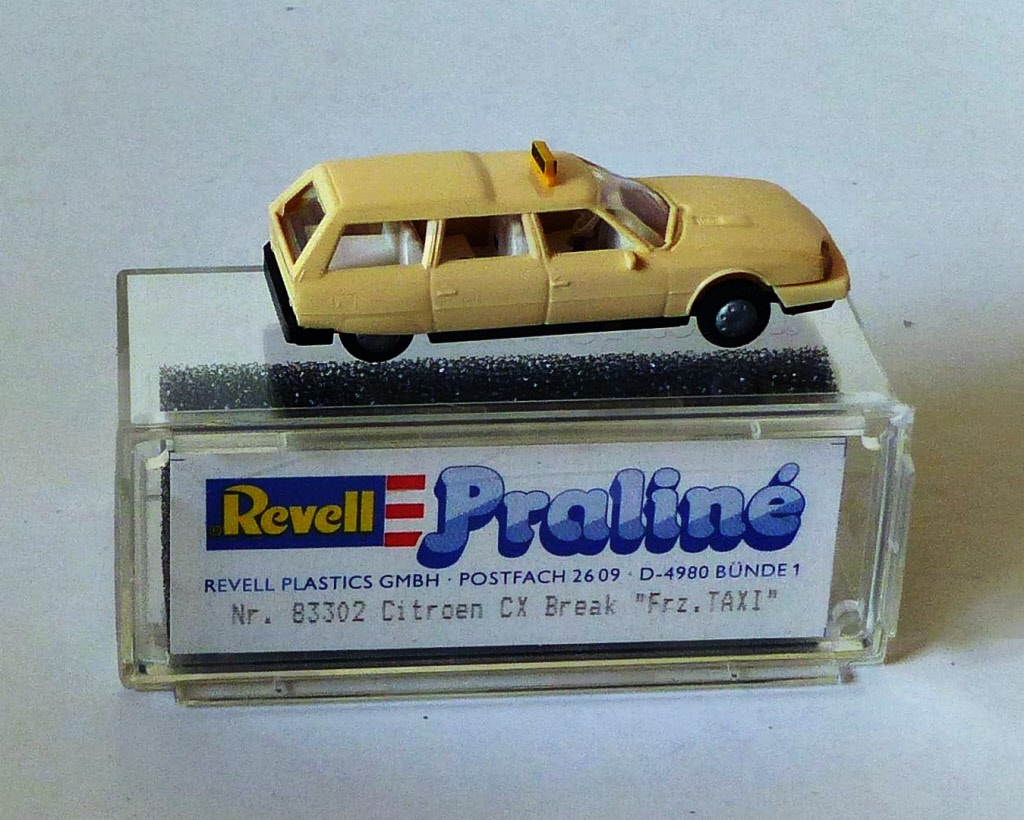 Revell Praliné
REVELL PLASTICS GMBH · POSTFACH 26 09 · D-4980 BÜNDE 1
Nr. 83302 Citroen CX Break "Frz.TAXI"